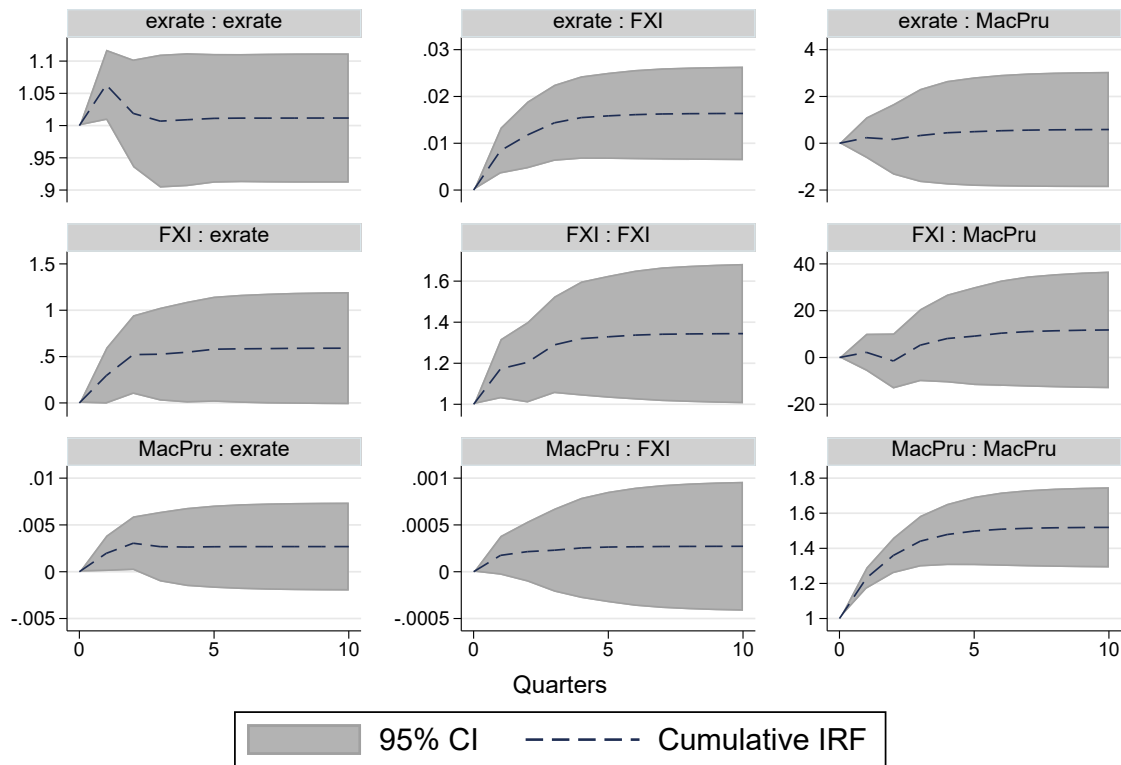 exrate : exrate
1.1
1.05
1
.95
.9
exrate : FXI
.03
.02
.01
0
exrate : MacPru
4
2
0
-2
FXI : exrate
1.5
1
.5
0
FXI : FXI
1.6
1.4
1.2
1
FXI : MacPru
40
20
0
-20
MacPru : exrate
.01
.005
0
-.005
0 5 10
MacPru : FXI
.001
.0005
0
-.0005
0 5 10
MacPru : MacPru
1.8
1.6
1.4
1.2
1
0 5 10
Quarters
95% CI Cumulative IRF